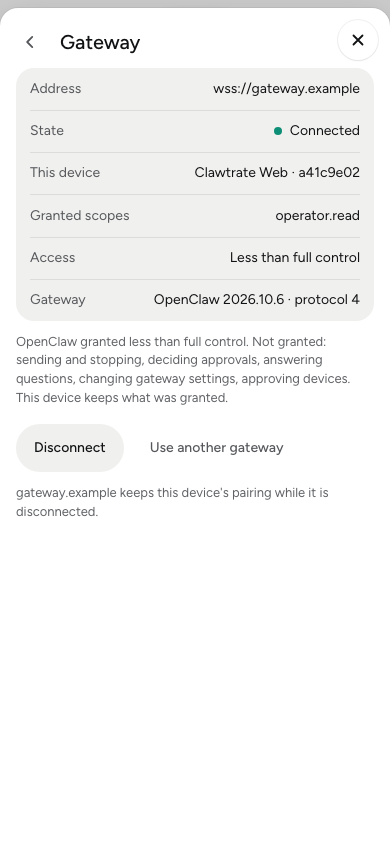 Gateway
Address wss://gateway.example
State Connected
This device Clawtrate Web · a41c9e02
Granted scopes operator.read
Access Less than full control
Gateway OpenClaw 2026.10.6 · protocol 4
OpenClaw granted less than full control. Not granted:
sending and stopping, deciding approvals, answering
questions, changing gateway settings, approving devices.
This device keeps what was granted.
Disconnect Use another gateway
gateway.example keeps this device's pairing while it is
disconnected.